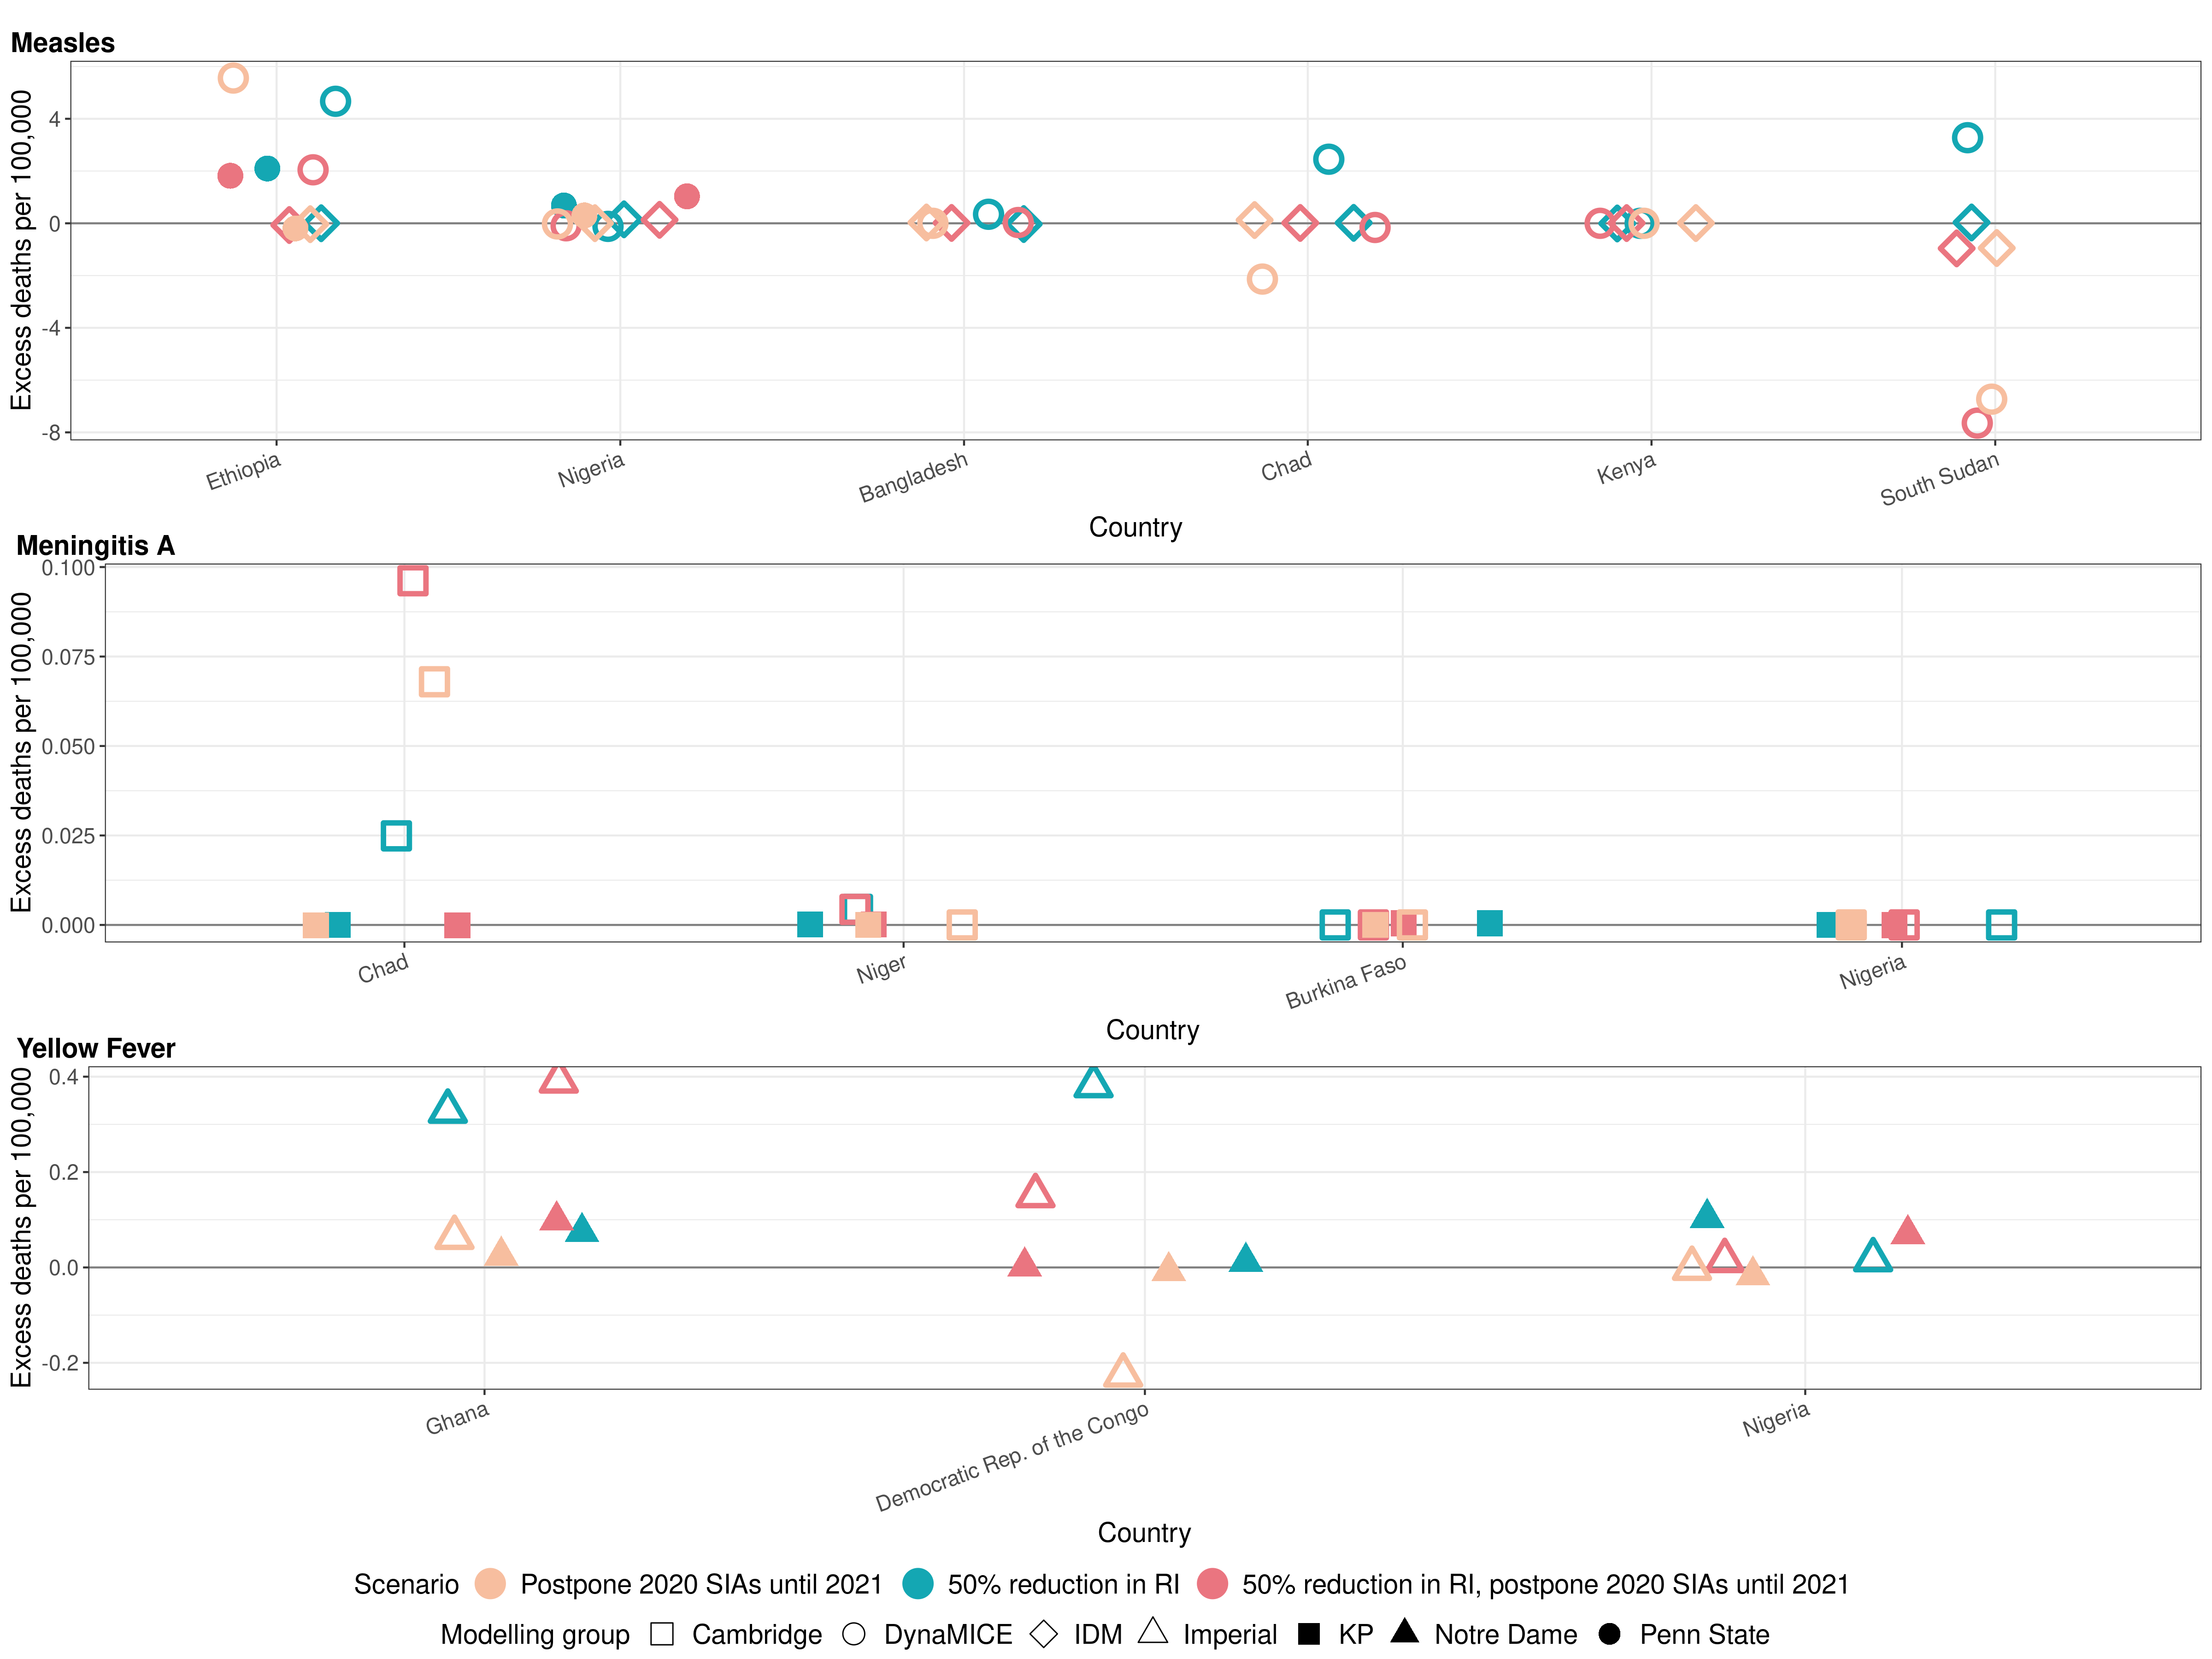 Measles
Excess deaths per 100,000
4
0
-4
-8
Ethiopia
Nigeria
Bangladesh
Chad
Kenya
South Sudan
Country
Meningitis A
Excess deaths per 100,000
0.100
0.075
0.050
0.025
0.000
Chad
Niger
Burkina Faso
Nigeria
Country
Yellow Fever
Excess deaths per 100,000
0.4
0.2
0.0
-0.2
Ghana
Democratic Rep. of the Congo
Nigeria
Country
Scenario Postpone 2020 SIAs until 2021 50% reduction in RI 50% reduction in RI, postpone 2020 SIAs until 2021
Modelling group Cambridge DynaMICE IDM Imperial KP Notre Dame Penn State